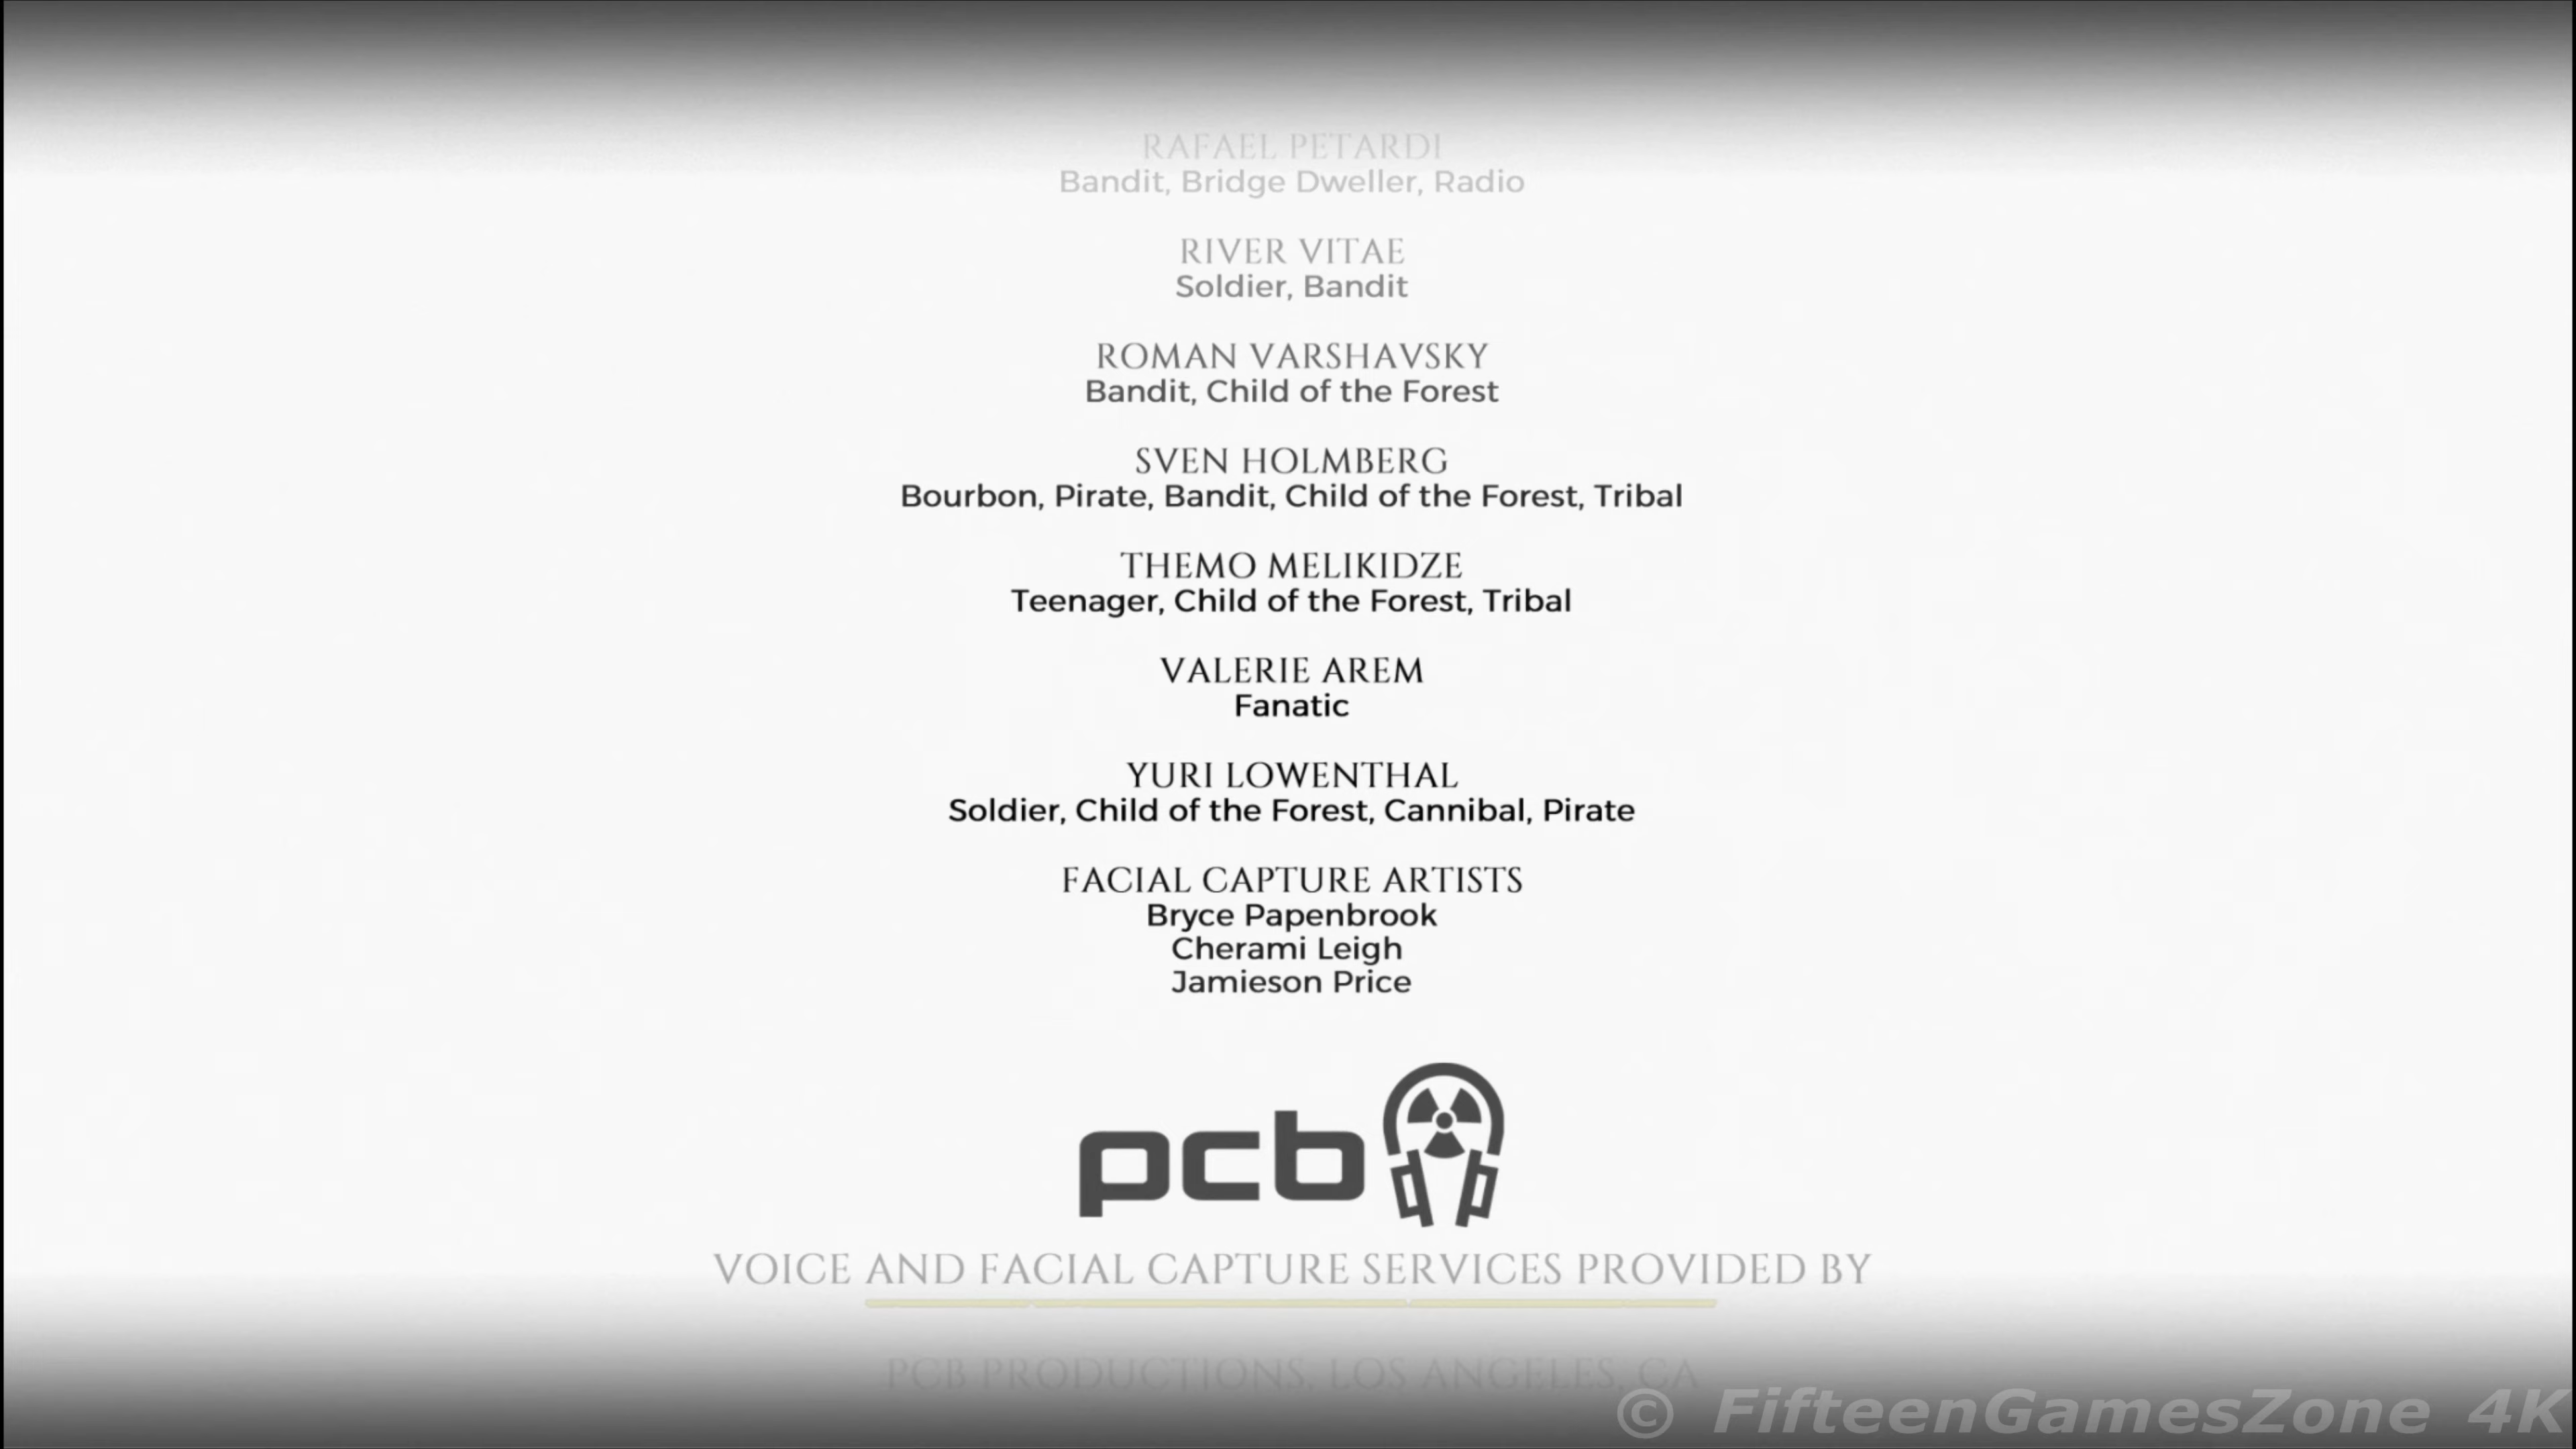 RAFAEL PETARDI
Bandit, Bridge Dweller, Radio
RIVER VITAE
Soldier, Bandit
ROMAN VARSHAVSKY
Bandit, Child of the Forest
SVEN HOLMBERG
Bourbon, Pirate, Bandit, Child of the Forest, Tribal
THEMO MELIKIDZE
Teenager, Child of the Forest, Tribal
VALERIE AREM
Fanatic
YURI LOWENTHAL
Soldier, Child of the Forest, Cannibal, Pirate
FACIAL CAPTURE ARTISTS
Bryce Papenbrook
Cherami Leigh
Jamieson Price
pcb
VOICE AND FACIAL CAPTURE SERVICES PROVIDED BY
PCB PRODUCTIONS, LOS ANGELES, CA
© FifteenGamesZone 4K